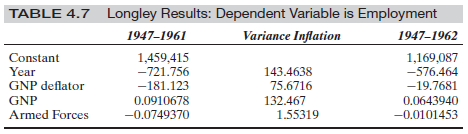 TABLE 4.7 Longley Results: Dependent Variable is Employment
1947–1961 Variance Inflation 1947–1962
Constant 1,459,415 1,169,087
Year −721.756 143.4638 −576.464
GNP deflator −181.123 75.6716 −19.7681
GNP 0.0910678 132.467 0.0643940
Armed Forces −0.0749370 1.55319 −0.0101453